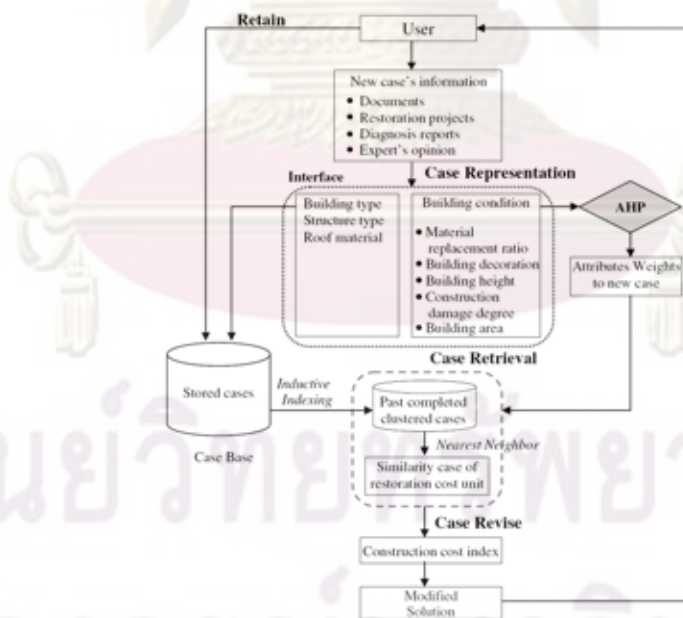 Retain
User
New case's information
• Documents
• Restoration projects
• Diagnosis reports
• Expert's opinion
Case Representation
Interface
Building type
Structure type
Roof material
Building condition
• Material
replacement ratio
• Building decoration
• Building height
• Construction
damage degree
• Building area
AHP
Attributes Weights
to new case
Case Retrieval
Stored cases
Case Base
Inductive
Indexing
Past completed
clustered cases
Nearest Neighbor
Similarity case of
restoration cost unit
Case Revise
Construction cost index
Modified
Solution